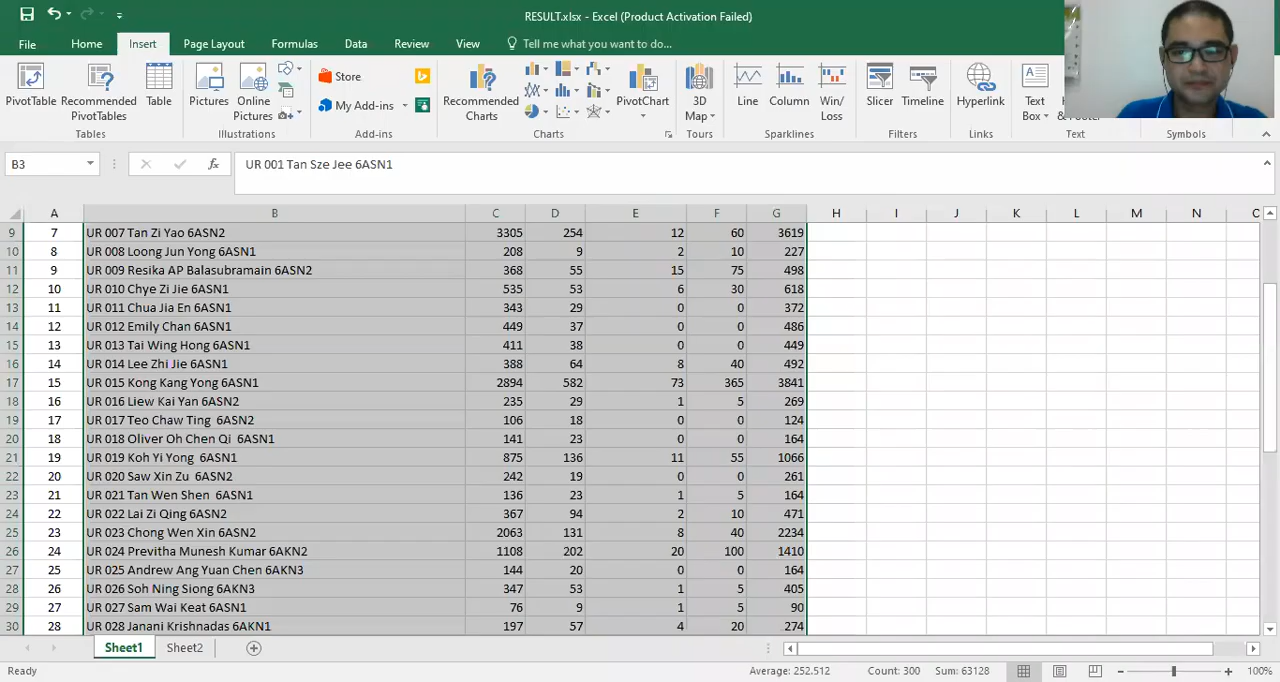 RESULT.xlsx - Excel (Product Activation Failed)
File Home Insert Page Layout Formulas Data Review View Tell me what you want to do...
PivotTable Recommended PivotTables Table Pictures Online Pictures Store My Add-ins Recommended Charts PivotChart 3D Map Line Column Win/ Loss Slicer Timeline Hyperlink Text Box & Footer
Tables Illustrations Add-ins Charts Tours Sparklines Filters Links Text Symbols
B3 fx UR 001 Tan Sze Jee 6ASN1
A B C D E F G H I J K L M N
9 7 UR 007 Tan Zi Yao 6ASN2 3305 254 12 60 3619
10 8 UR 008 Loong Jun Yong 6ASN1 208 9 2 10 227
11 9 UR 009 Resika AP Balasubramain 6ASN2 368 55 15 75 498
12 10 UR 010 Chye Zi Jie 6ASN1 535 53 6 30 618
13 11 UR 011 Chua Jia En 6ASN1 343 29 0 0 372
14 12 UR 012 Emily Chan 6ASN1 449 37 0 0 486
15 13 UR 013 Tai Wing Hong 6ASN1 411 38 0 0 449
16 14 UR 014 Lee Zhi Jie 6ASN1 388 64 8 40 492
17 15 UR 015 Kong Kang Yong 6ASN1 2894 582 73 365 3841
18 16 UR 016 Liew Kai Yan 6ASN2 235 29 1 5 269
19 17 UR 017 Teo Chaw Ting 6ASN2 106 18 0 0 124
20 18 UR 018 Oliver Oh Chen Qi 6ASN1 141 23 0 0 164
21 19 UR 019 Koh Yi Yong 6ASN1 875 136 11 55 1066
22 20 UR 020 Saw Xin Zu 6ASN2 242 19 0 0 261
23 21 UR 021 Tan Wen Shen 6ASN1 136 23 1 5 164
24 22 UR 022 Lai Zi Qing 6ASN2 367 94 2 10 471
25 23 UR 023 Chong Wen Xin 6ASN2 2063 131 8 40 2234
26 24 UR 024 Previtha Munesh Kumar 6AKN2 1108 202 20 100 1410
27 25 UR 025 Andrew Ang Yuan Chen 6AKN3 144 20 0 0 164
28 26 UR 026 Soh Ning Siong 6AKN3 347 53 1 5 405
29 27 UR 027 Sam Wai Keat 6ASN1 76 9 1 5 90
30 28 UR 028 Janani Krishnadas 6AKN1 197 57 4 20 274
Sheet1 Sheet2
Ready Average: 252.512 Count: 300 Sum: 63128 100%